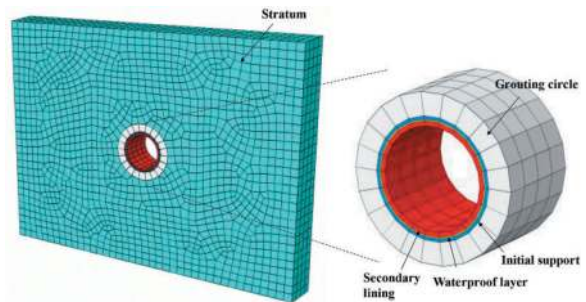 Stratum
Grouting circle
Initial support
Secondary
lining
Waterproof layer